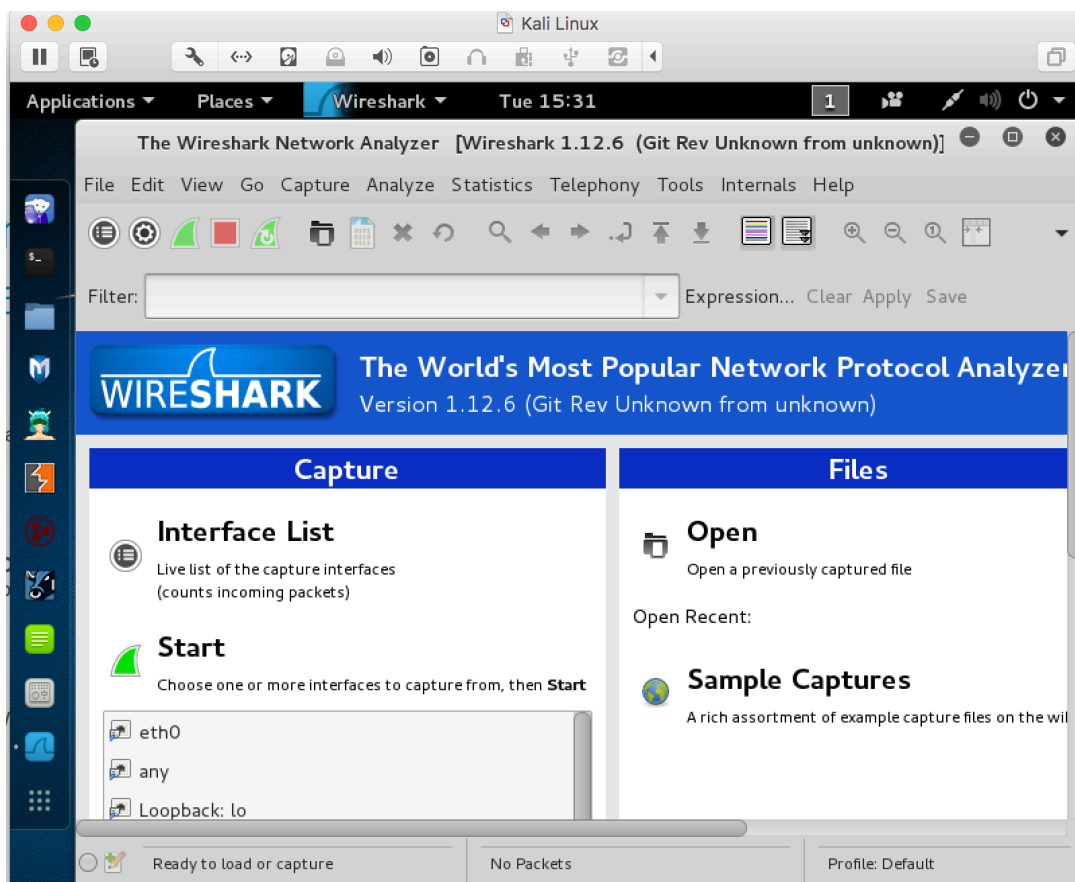 Kali Linux
Applications Places Wireshark Tue 15:31 1
The Wireshark Network Analyzer [Wireshark 1.12.6 (Git Rev Unknown from unknown)]
File Edit View Go Capture Analyze Statistics Telephony Tools Internals Help
Filter: Expression... Clear Apply Save
WIRESHARK
The World's Most Popular Network Protocol Analyzer
Version 1.12.6 (Git Rev Unknown from unknown)
Capture
Interface List
Live list of the capture interfaces
(counts incoming packets)
Start
Choose one or more interfaces to capture from, then Start
eth0
any
Loopback: lo
Files
Open
Open a previously captured file
Open Recent:
Sample Captures
A rich assortment of example capture files on the wi
Ready to load or capture No Packets Profile: Default